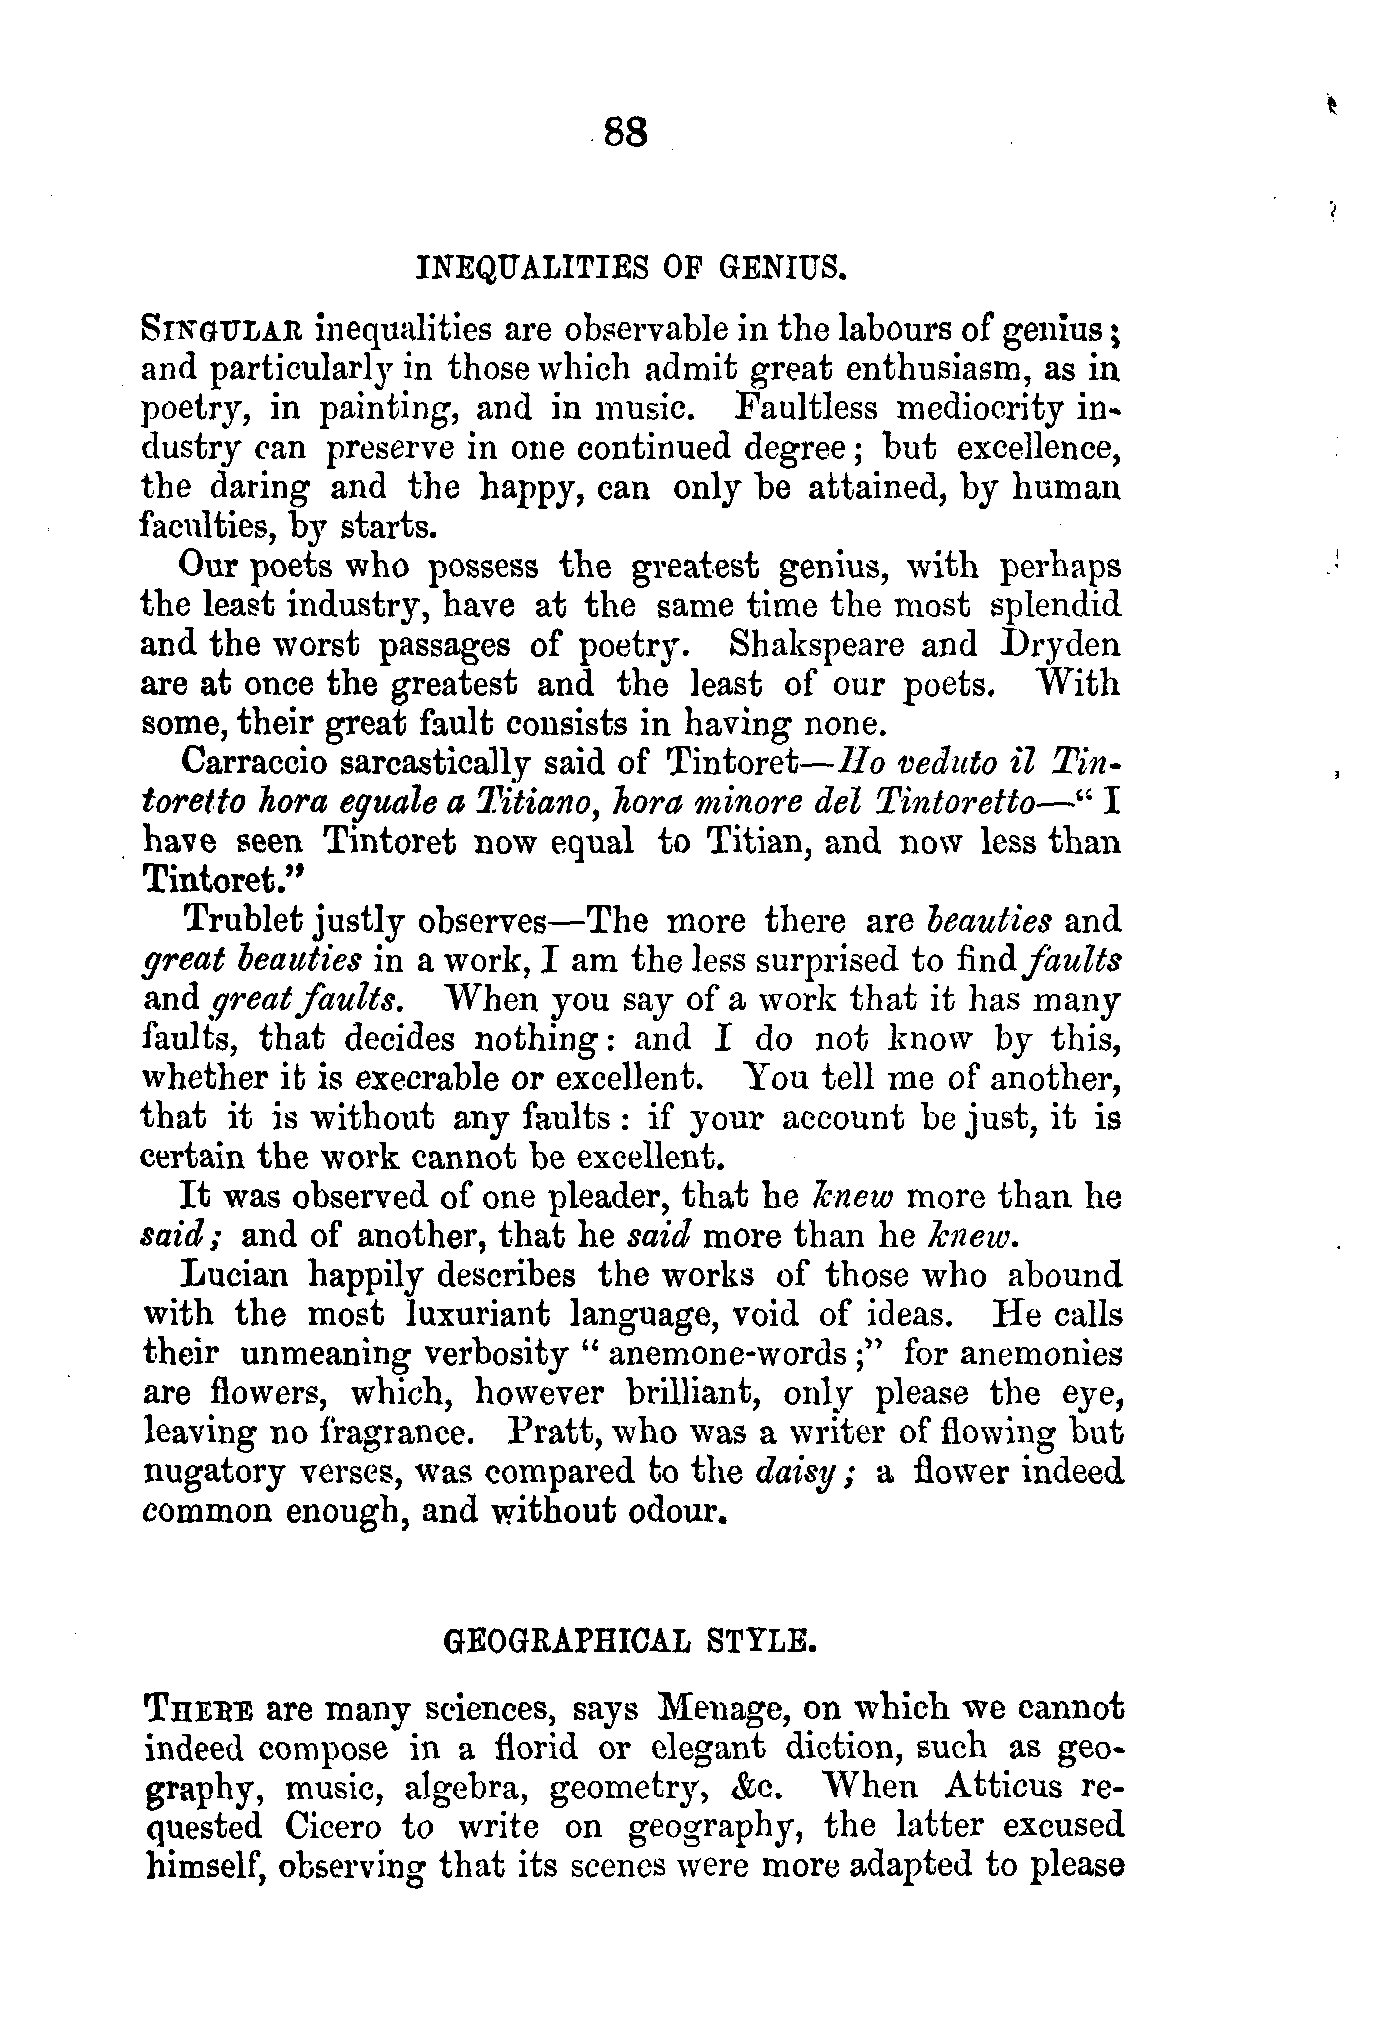 88
INEQUALITIES OF GENIUS.
SINGULAR inequalities are observable in the labours of genius;
and particularly in those which admit great enthusiasm, as in
poetry, in painting, and in music. Faultless mediocrity in-
dustry can preserve in one continued degree; but excellence,
the daring and the happy, can only be attained, by human
faculties, by starts.
Our poets who possess the greatest genius, with perhaps
the least industry, have at the same time the most splendid
and the worst passages of poetry. Shakspeare and Dryden
are at once the greatest and the least of our poets. With
some, their great fault consists in having none.
Carraccio sarcastically said of Tintoret—Ho veduto il Tin-
toretto hora eguale a Titiano, hora minore del Tintoretto—“ I
have seen Tintoret now equal to Titian, and now less than
Tintoret.”
Trublet justly observes—The more there are beauties and
great beauties in a work, I am the less surprised to find faults
and great faults. When you say of a work that it has many
faults, that decides nothing: and I do not know by this,
whether it is execrable or excellent. You tell me of another,
that it is without any faults : if your account be just, it is
certain the work cannot be excellent.
It was observed of one pleader, that he knew more than he
said; and of another, that he said more than he knew.
Lucian happily describes the works of those who abound
with the most luxuriant language, void of ideas. He calls
their unmeaning verbosity “ anemone-words ;” for anemonies
are flowers, which, however brilliant, only please the eye,
leaving no fragrance. Pratt, who was a writer of flowing but
nugatory verses, was compared to the daisy; a flower indeed
common enough, and without odour.
GEOGRAPHICAL STYLE.
THERE are many sciences, says Menage, on which we cannot
indeed compose in a florid or elegant diction, such as geo-
graphy, music, algebra, geometry, &c. When Atticus re-
quested Cicero to write on geography, the latter excused
himself, observing that its scenes were more adapted to please